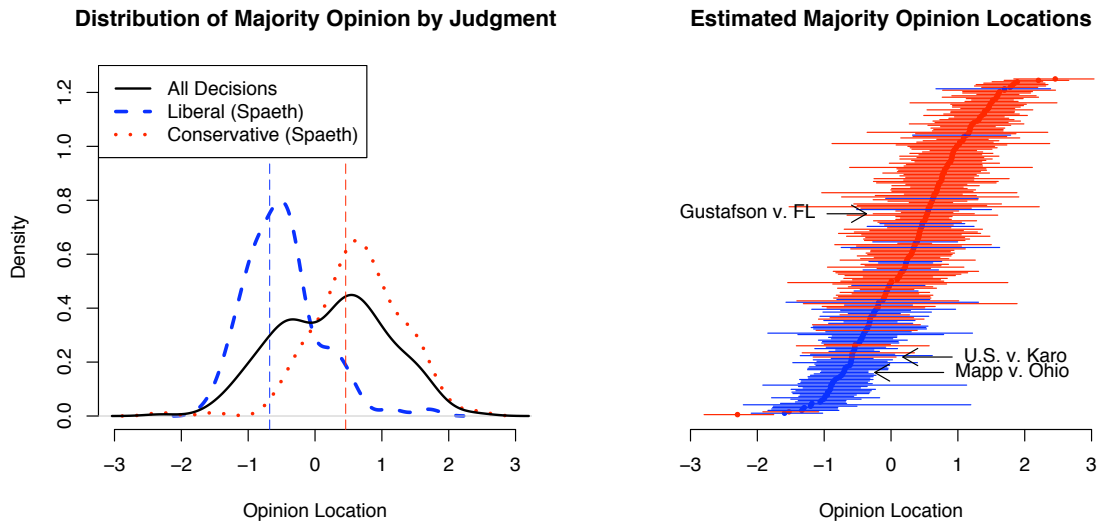 Distribution of Majority Opinion by Judgment
All Decisions
Liberal (Spaeth)
Conservative (Spaeth)
Density
0.0
0.2
0.4
0.6
0.8
1.0
1.2
−3
−2
−1
0
1
2
3
Opinion Location
Estimated Majority Opinion Locations
Gustafson v. FL
U.S. v. Karo
Mapp v. Ohio
−3
−2
−1
0
1
2
3
Opinion Location